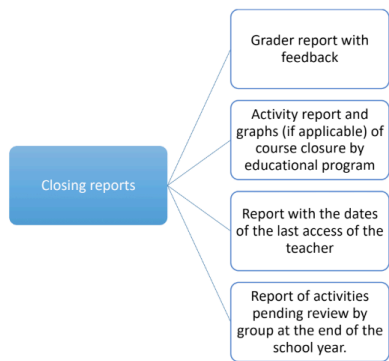 Grader report with
feedback
Activity report and
graphs (if applicable) of
course closure by
educational program
Closing reports
Report with the dates
of the last access of the
teacher
Report of activities
pending review by
group at the end of the
school year.